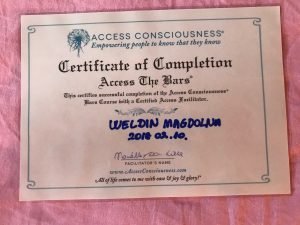 ACCESS CONSCIOUSNESS®
Empowering people to know that they know
Certificate of Completion
Access The Bars®
This certifies successful completion of the Access Consciousness®
Bars Course with a Certified Access Facilitator.
WELDIN MAGDOLNA
2018.02.10.
FACILITATOR'S NAME
www.AccessConsciousness.com
All of life comes to me with ease & joy & glory!®